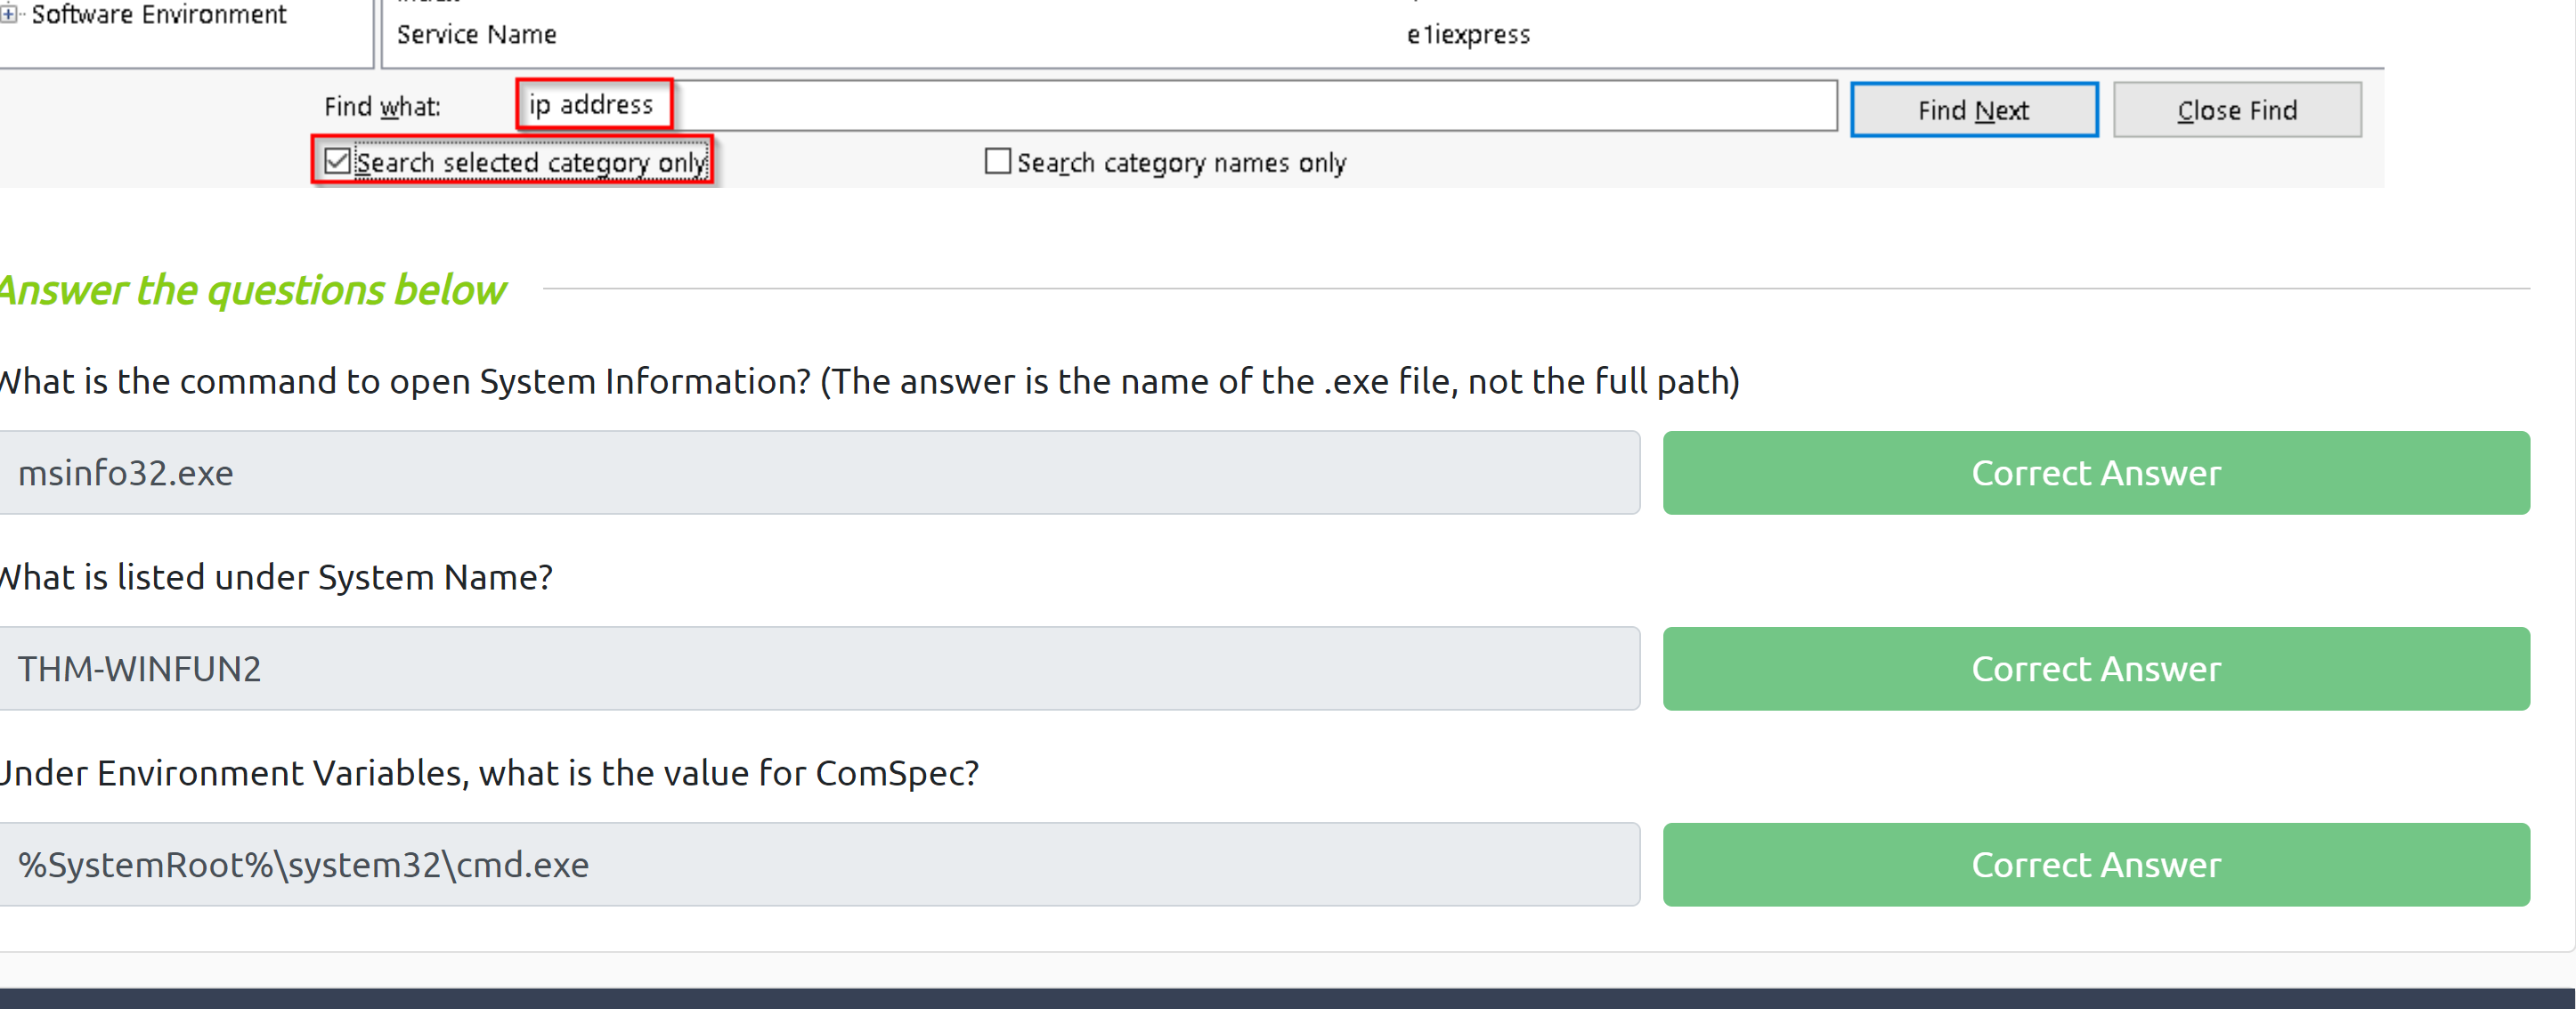 Software Environment
Service Name e1iexpress
Find what: ip address Find Next Close Find
Search selected category only Search category names only
Answer the questions below
What is the command to open System Information? (The answer is the name of the .exe file, not the full path)
msinfo32.exe Correct Answer
What is listed under System Name?
THM-WINFUN2 Correct Answer
Under Environment Variables, what is the value for ComSpec?
%SystemRoot%\system32\cmd.exe Correct Answer